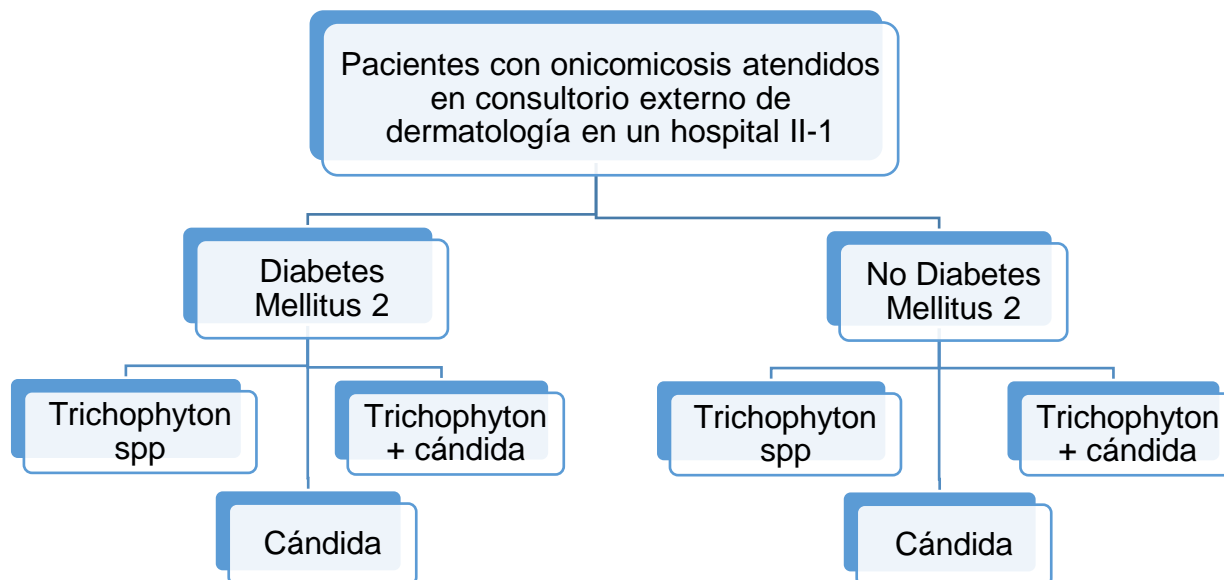 Pacientes con onicomicosis atendidos
en consultorio externo de
dermatología en un hospital II-1
Diabetes
Mellitus 2
No Diabetes
Mellitus 2
Trichophyton
spp
Trichophyton
+ cándida
Cándida
Trichophyton
spp
Trichophyton
+ cándida
Cándida